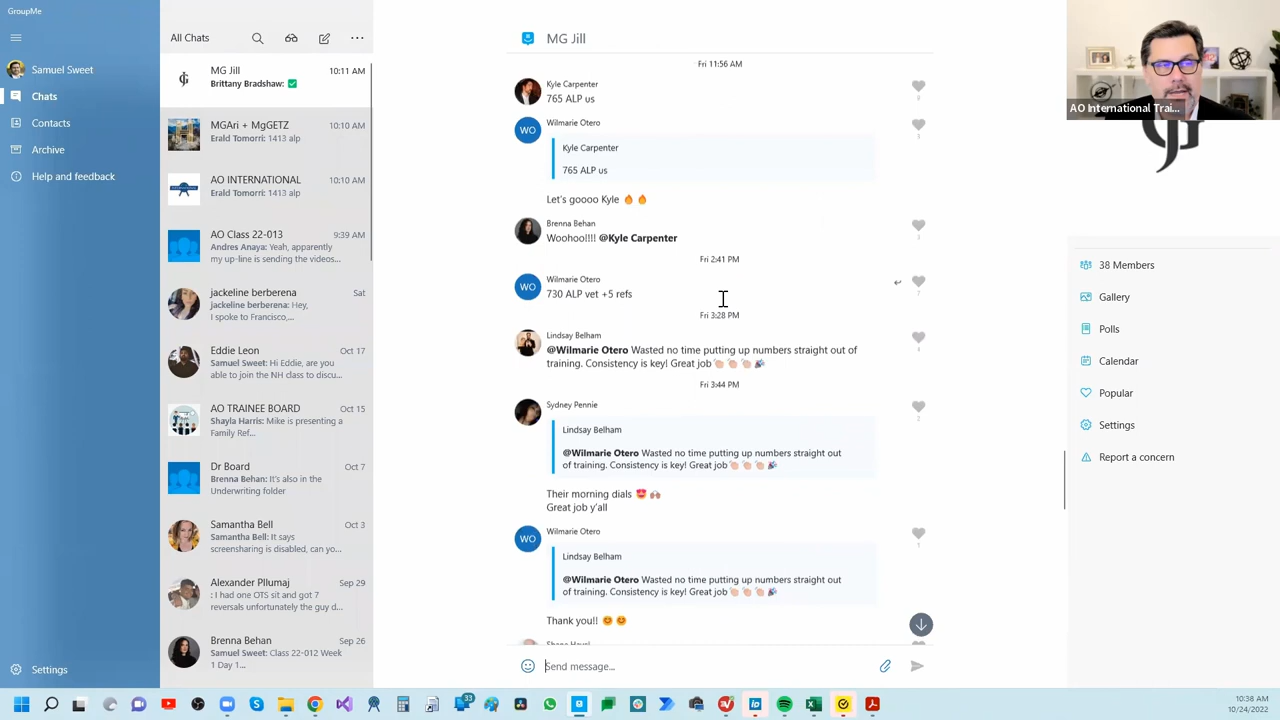 GroupMe
Samuel Sweet
Chats
Contacts
Archive
Help and feedback
Settings
All Chats
MG Jill
10:11 AM
Brittany Bradshaw: ✅
MGAri + MgGETZ
10:10 AM
Erald Tomorri: 1413 alp
AO INTERNATIONAL
10:10 AM
Erald Tomorri: 1413 alp
AO Class 22-013
9:39 AM
Andres Anaya: Yeah, apparently
my up-line is sending the videos...
jackeline berberena
Sat
jackeline berberena: Hey,
I spoke to Francisco,...
Eddie Leon
Oct 17
Samuel Sweet: Hi Eddie, are you
able to join the NH class to discu...
AO TRAINEE BOARD
Oct 15
Shayla Harris: Mike is presenting a
Family Ref...
Dr Board
Oct 7
Brenna Behan: It's also in the
Underwriting folder
Samantha Bell
Oct 3
Samantha Bell: It says
screensharing is disabled, can yo...
Alexander Pllumaj
Sep 29
: I had one OTS sit and got 7
reversals unfortunately the guy d...
Brenna Behan
Sep 26
Samuel Sweet: Class 22-012 Week
1 Day 1...
MG Jill
Fri 11:56 AM
Kyle Carpenter
765 ALP us
WO
Wilmarie Otero
Kyle Carpenter
765 ALP us
Let's goooo Kyle 🔥 🔥
Brenna Behan
Woohoo!!!! @Kyle Carpenter
Fri 2:41 PM
WO
Wilmarie Otero
730 ALP vet +5 refs
Fri 3:28 PM
Lindsay Belham
@Wilmarie Otero Wasted no time putting up numbers straight out of
training. Consistency is key! Great job👏🏼 👏🏼 👏🏼 🎉
Fri 3:44 PM
Sydney Pennie
Lindsay Belham
@Wilmarie Otero Wasted no time putting up numbers straight out
of training. Consistency is key! Great job👏🏼 👏🏼 👏🏼 🎉
Their morning dials 😍 🙌🏼
Great job y'all
WO
Wilmarie Otero
Lindsay Belham
@Wilmarie Otero Wasted no time putting up numbers straight out
of training. Consistency is key! Great job👏🏼 👏🏼 👏🏼 🎉
Thank you!! 😊 😊
Send message...
AO International Trai...
38 Members
Gallery
Polls
Calendar
Popular
Settings
Report a concern
33
10:38 AM
10/24/2022